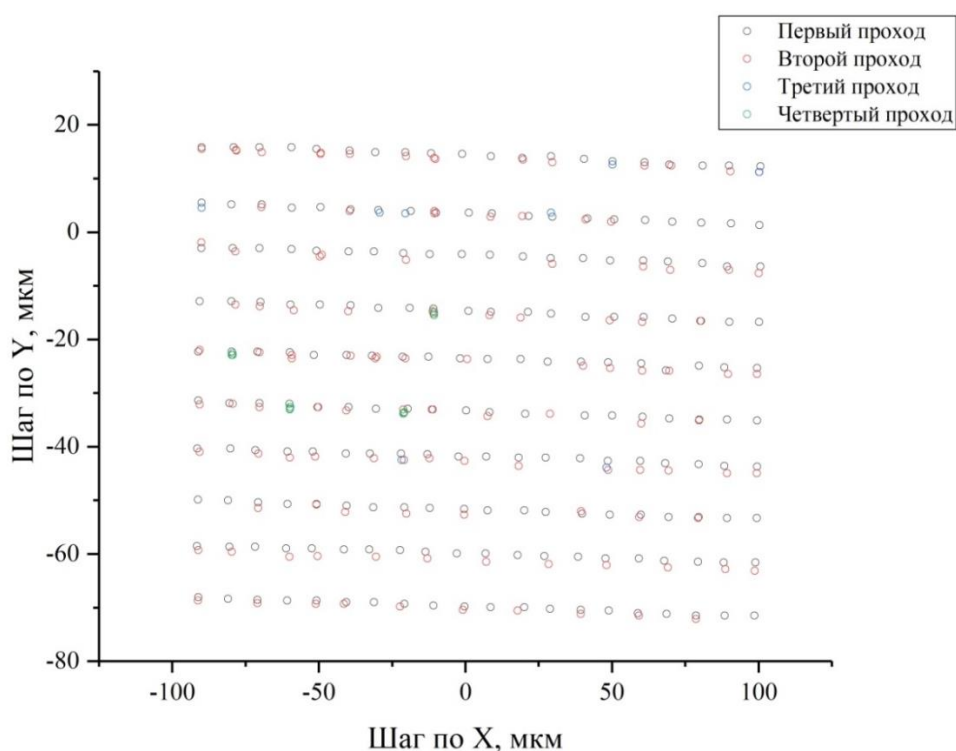 Первый проход
Второй проход
Третий проход
Четвертый проход
20
0
-20
-40
-60
-80
Шаг по Y, мкм
-100
-50
0
50
100
Шаг по X, мкм